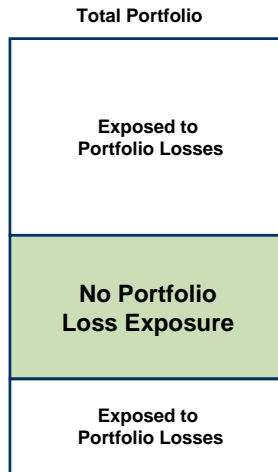 Total Portfolio
Exposed to
Portfolio Losses
No Portfolio
Loss Exposure
Exposed to
Portfolio Losses